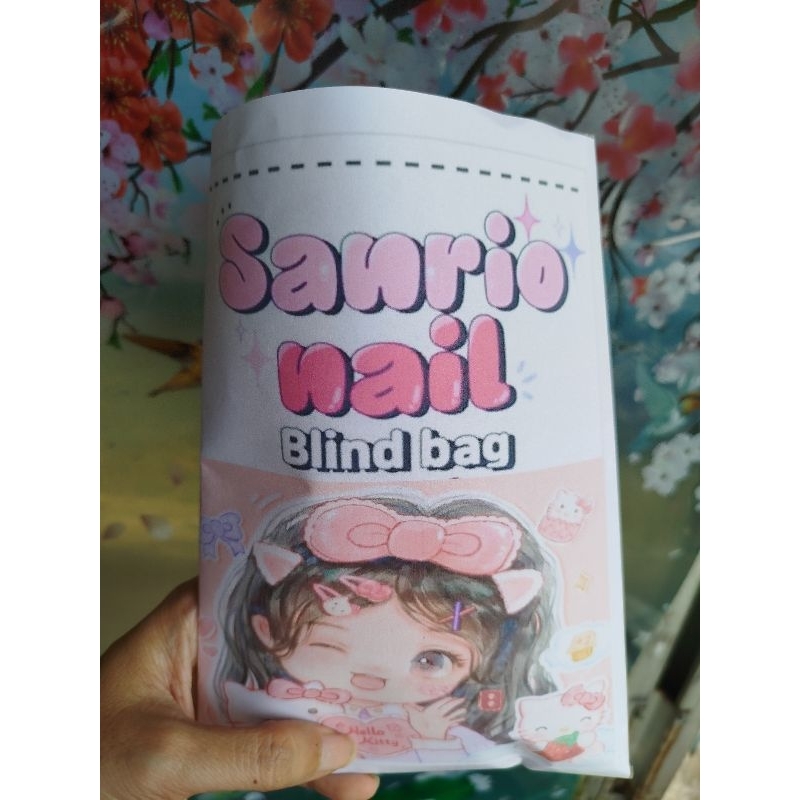 Sanrio
nail
Blind bag
Hello
Kitty